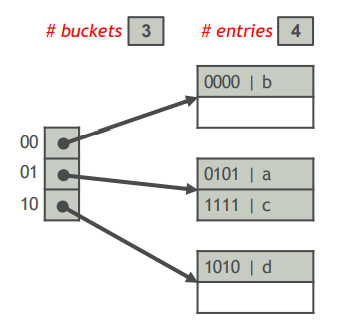 # buckets 3 # entries 4
0000 | b
00
01
0101 | a
1111 | c
10
1010 | d